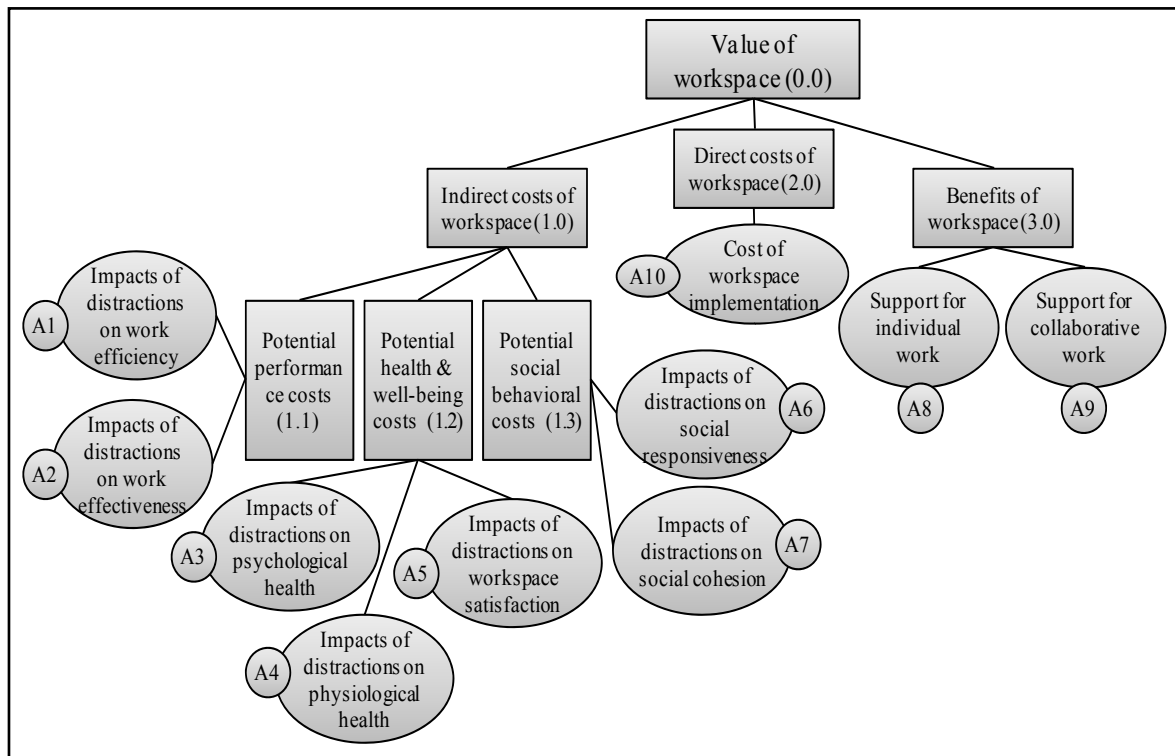 Value of
workspace (0.0)
Indirect costs of
workspace (1.0)
Direct costs of
workspace (2.0)
Benefits of
workspace (3.0)
A10
Cost of
workspace
implementation
Support for
individual
work
A8
Support for
collaborative
work
A9
A1
Impacts of
distractions
on work
efficiency
A2
Impacts of
distractions
on work
effectiveness
Potential
performan
ce costs
(1.1)
Potential
health &
well-being
costs (1.2)
Potential
social
behavioral
costs (1.3)
Impacts of
distractions on
social
responsiveness
A6
Impacts of
distractions on
social cohesion
A7
A3
Impacts of
distractions on
psychological
health
A5
Impacts of
distractions on
workspace
satisfaction
A4
Impacts of
distractions on
physiological
health